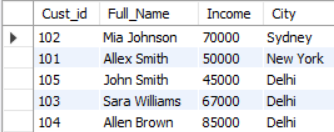 Cust_id Full_Name Income City
102 Mia Johnson 70000 Sydney
101 Allex Smith 50000 New York
105 John Smith 45000 Delhi
103 Sara Williams 67000 Delhi
104 Allen Brown 85000 Delhi